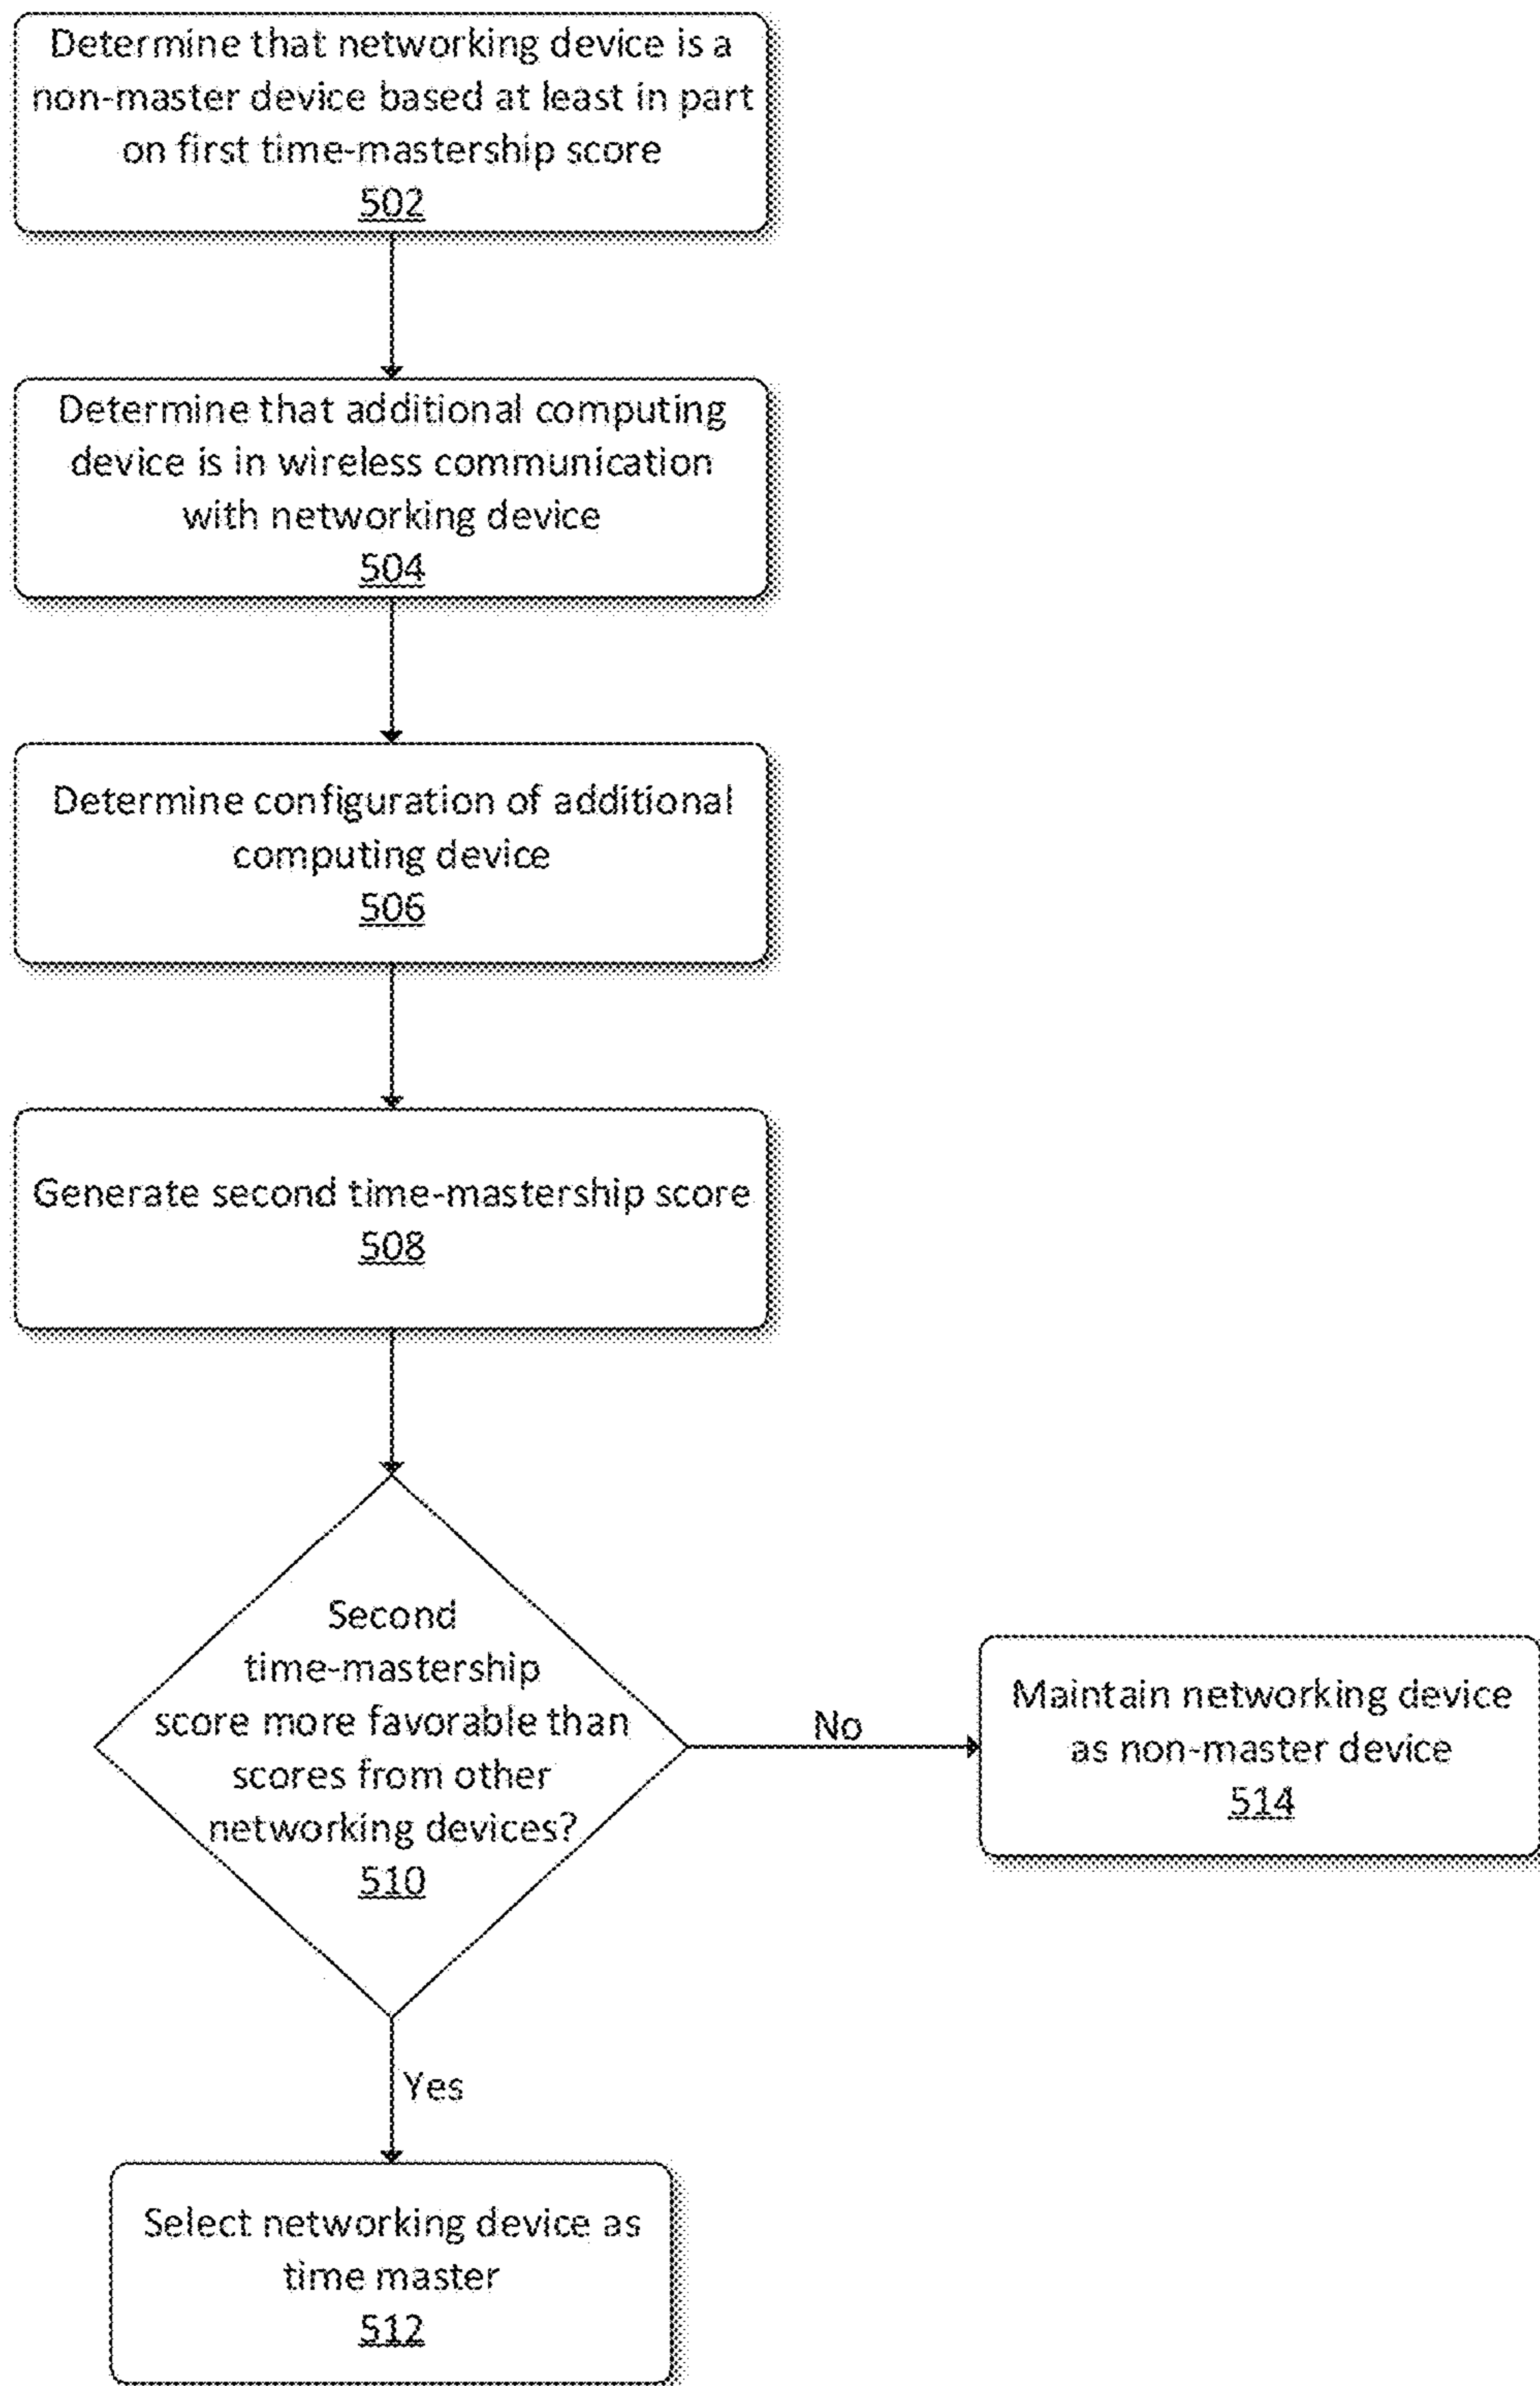 Determine that networking device is a
non-master device based at least in part
on first time-mastership score
502
Determine that additional computing
device is in wireless communication
with networking device
504
Determine configuration of additional
computing device
506
Generate second time-mastership score
508
Second
time-mastership
score more favorable than
scores from other
networking devices?
510
No
Maintain networking device
as non-master device
514
Yes
Select networking device as
time master
512